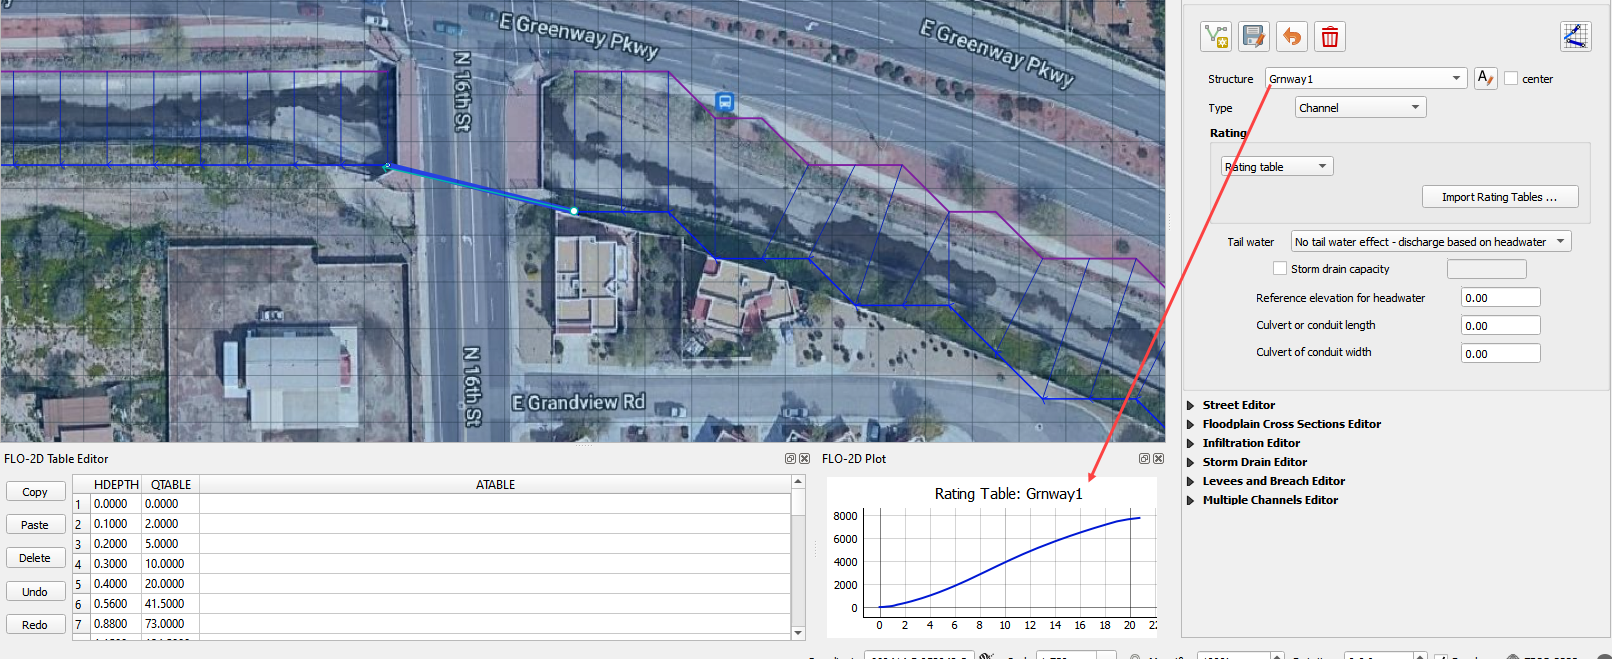 E Greenway Pkwy
E Greenway Pkwy
N 16th St
N 16th St
E Grandview Rd
Structure
Grnway1
center
Type
Channel
Rating
Rating table
Import Rating Tables ...
Tail water
No tail water effect - discharge based on headwater
Storm drain capacity
Reference elevation for headwater
0.00
Culvert or conduit length
0.00
Culvert of conduit width
0.00
Street Editor
Floodplain Cross Sections Editor
Infiltration Editor
Storm Drain Editor
Levees and Breach Editor
Multiple Channels Editor
FLO-2D Table Editor
Copy
Paste
Delete
Undo
Redo
HDEPTH QTABLE ATABLE
1 0.0000 0.0000
2 0.1000 2.0000
3 0.2000 5.0000
4 0.3000 10.0000
5 0.4000 20.0000
6 0.5600 41.5000
7 0.8800 73.0000
FLO-2D Plot
Rating Table: Grnway1
8000
6000
4000
2000
0
0 2 4 6 8 10 12 14 16 18 20